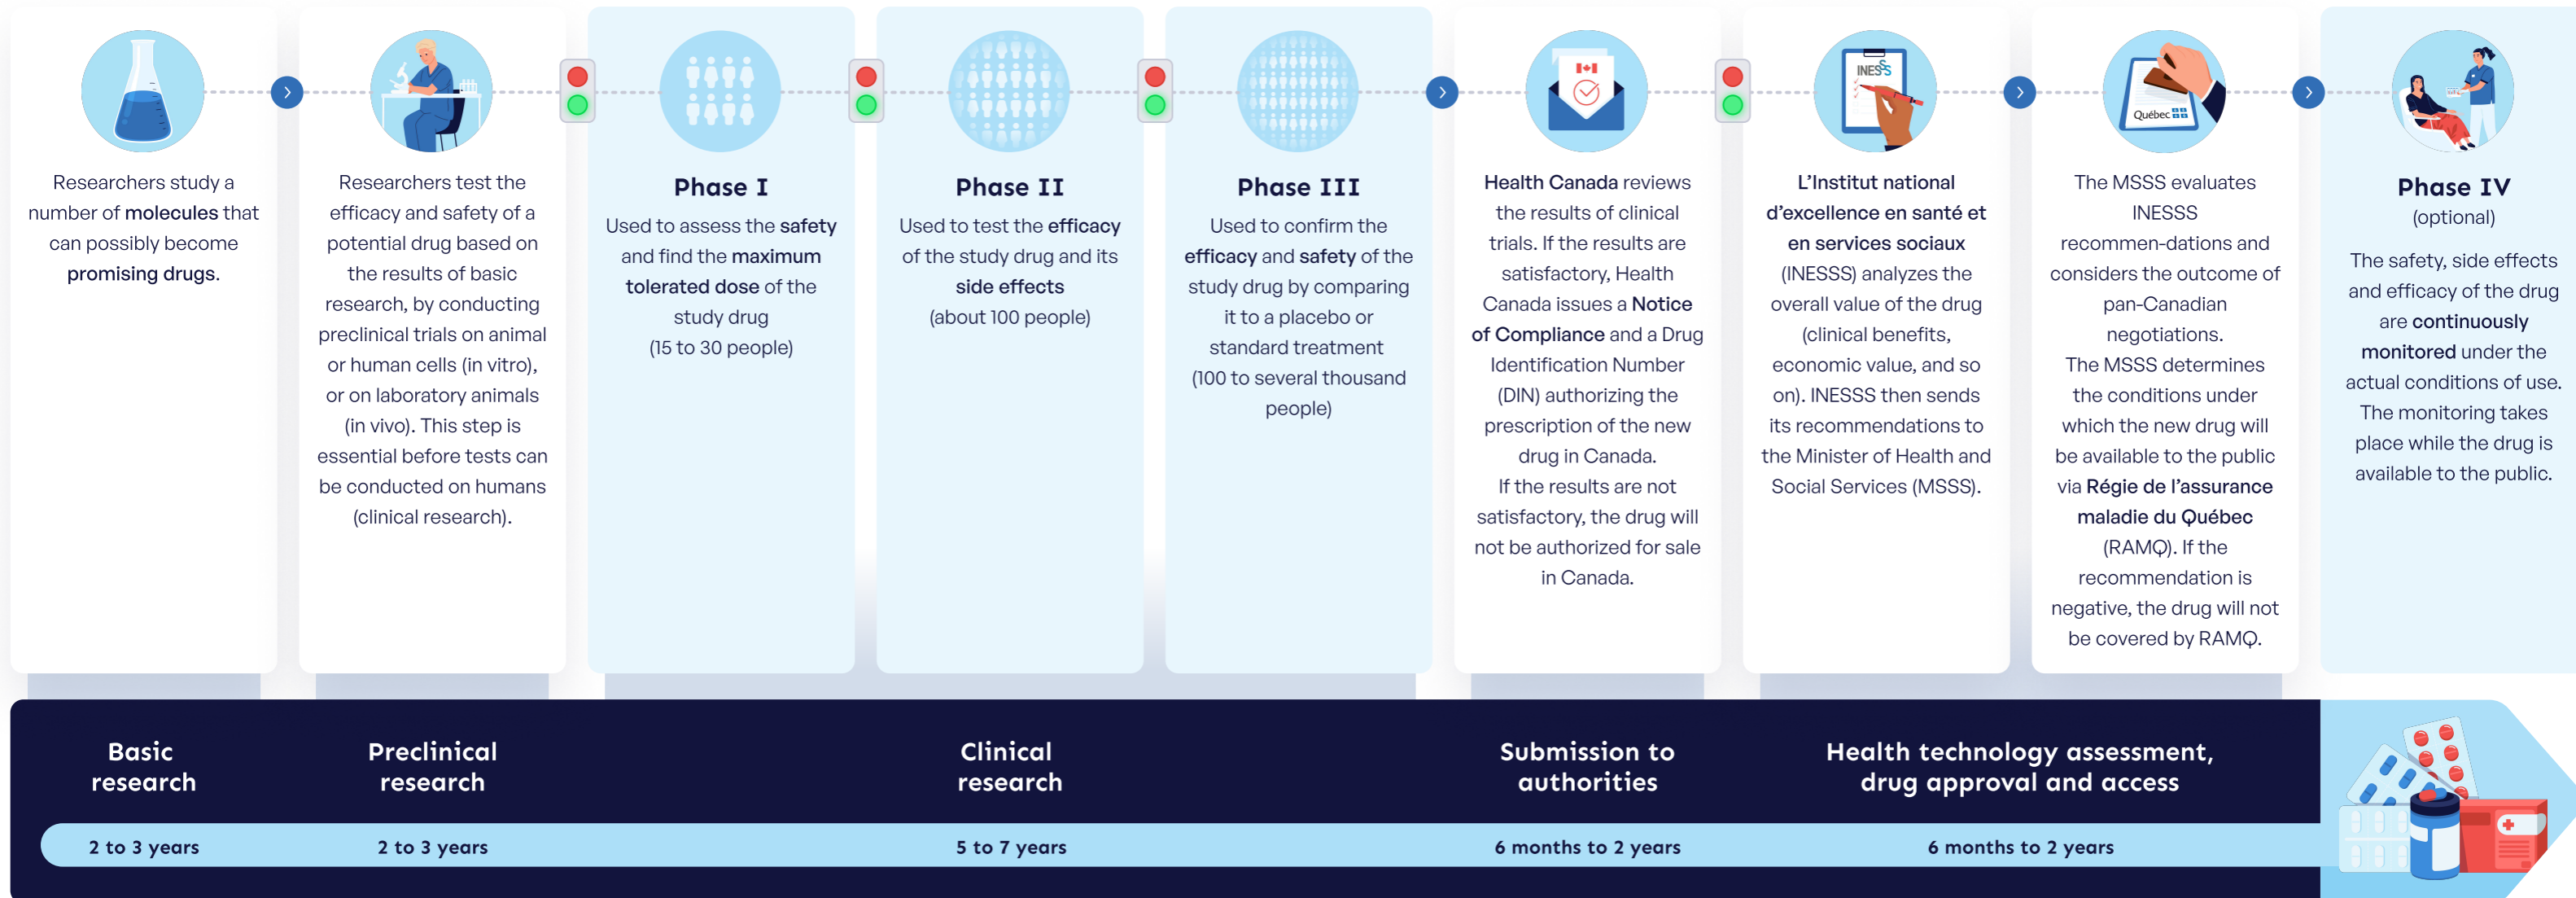 Researchers study a
number of molecules that
can possibly become
promising drugs.
Researchers test the
efficacy and safety of a
potential drug based on
the results of basic
research, by conducting
preclinical trials on animal
or human cells (in vitro),
or on laboratory animals
(in vivo). This step is
essential before tests can
be conducted on humans
(clinical research).
Phase I
Used to assess the safety
and find the maximum
tolerated dose of the
study drug
(15 to 30 people)
Phase II
Used to test the efficacy
of the study drug and its
side effects
(about 100 people)
Phase III
Used to confirm the
efficacy and safety of the
study drug by comparing
it to a placebo or
standard treatment
(100 to several thousand
people)
Health Canada reviews
the results of clinical
trials. If the results are
satisfactory, Health
Canada issues a Notice
of Compliance and a Drug
Identification Number
(DIN) authorizing the
prescription of the new
drug in Canada.
If the results are not
satisfactory, the drug will
not be authorized for sale
in Canada.
INESSS
L’Institut national
d’excellence en santé et
en services sociaux
(INESSS) analyzes the
overall value of the drug
(clinical benefits,
economic value, and so
on). INESSS then sends
its recommendations to
the Minister of Health and
Social Services (MSSS).
Québec
The MSSS evaluates
INESSS
recommen-dations and
considers the outcome of
pan-Canadian
negotiations.
The MSSS determines
the conditions under
which the new drug will
be available to the public
via Régie de l’assurance
maladie du Québec
(RAMQ). If the
recommendation is
negative, the drug will not
be covered by RAMQ.
Phase IV
(optional)
The safety, side effects
and efficacy of the drug
are continuously
monitored under the
actual conditions of use.
The monitoring takes
place while the drug is
available to the public.
Basic
research
2 to 3 years
Preclinical
research
2 to 3 years
Clinical
research
5 to 7 years
Submission to
authorities
6 months to 2 years
Health technology assessment,
drug approval and access
6 months to 2 years